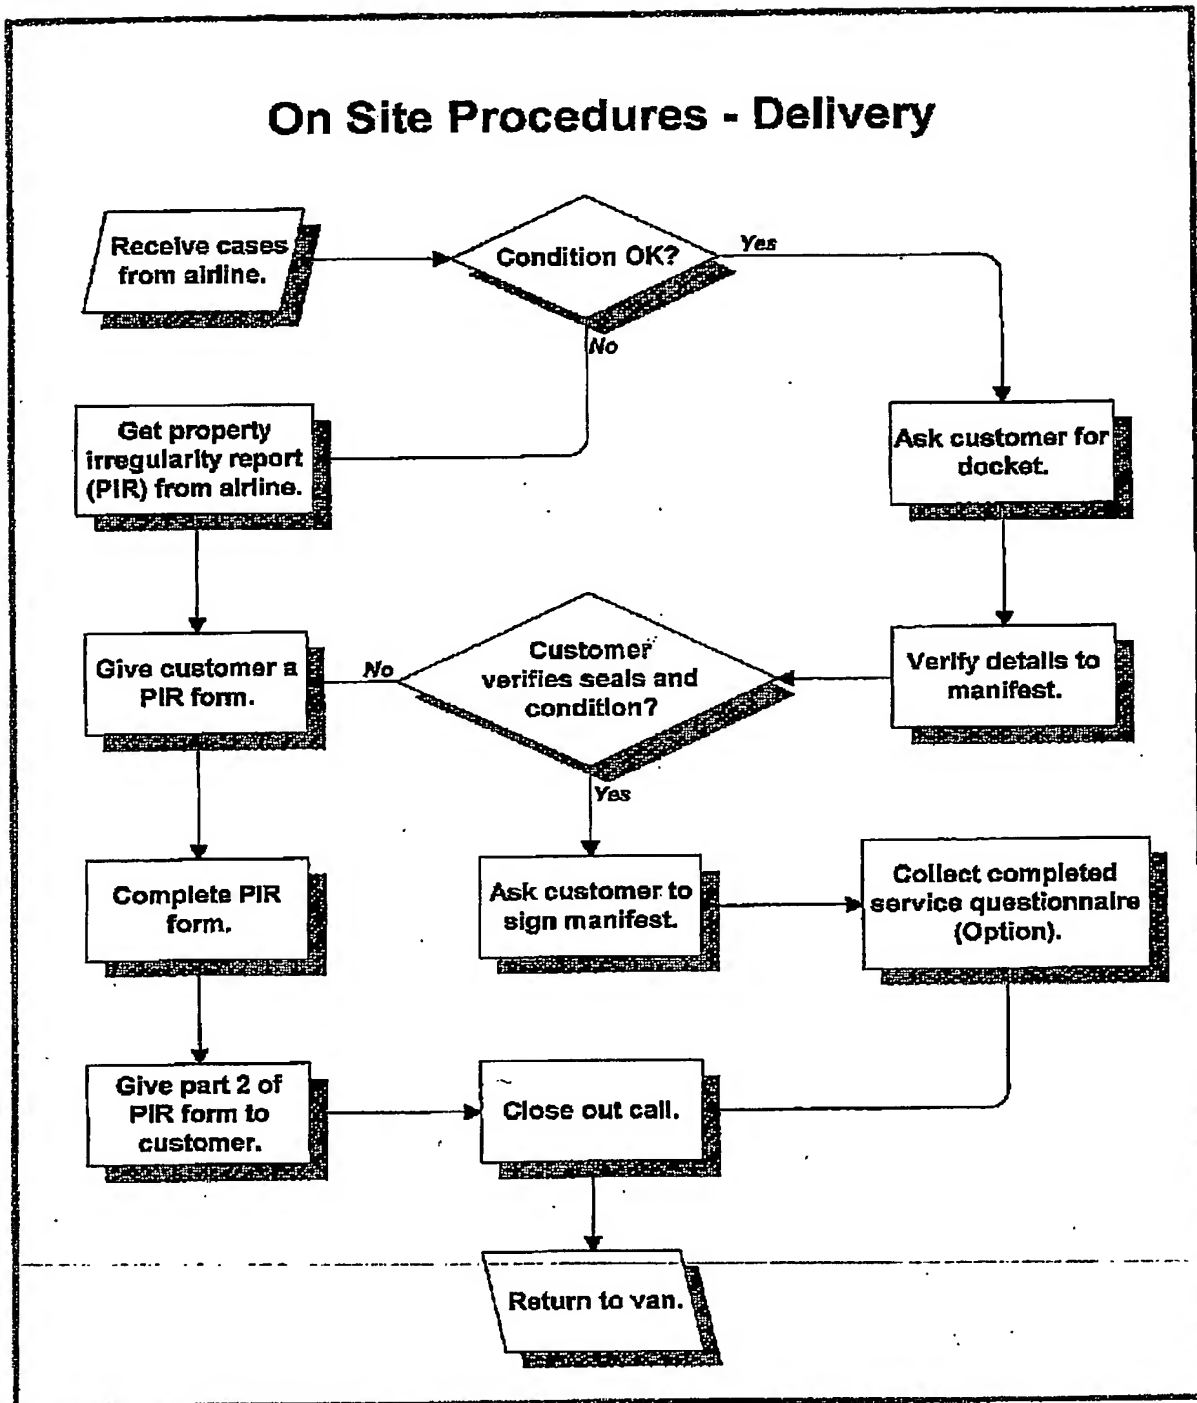 On Site Procedures - Delivery
Receive cases
from airline.
Condition OK?
Yes
No
Get property
irregularity report
(PIR) from airline.
Ask customer for
docket.
Give customer a
PIR form.
No
Customer
verifies seals and
condition?
Verify details to
manifest.
Yes
Complete PIR
form.
Ask customer to
sign manifest.
Collect completed
service questionnaire
(Option).
Give part 2 of
PIR form to
customer.
Close out call.
Return to van.